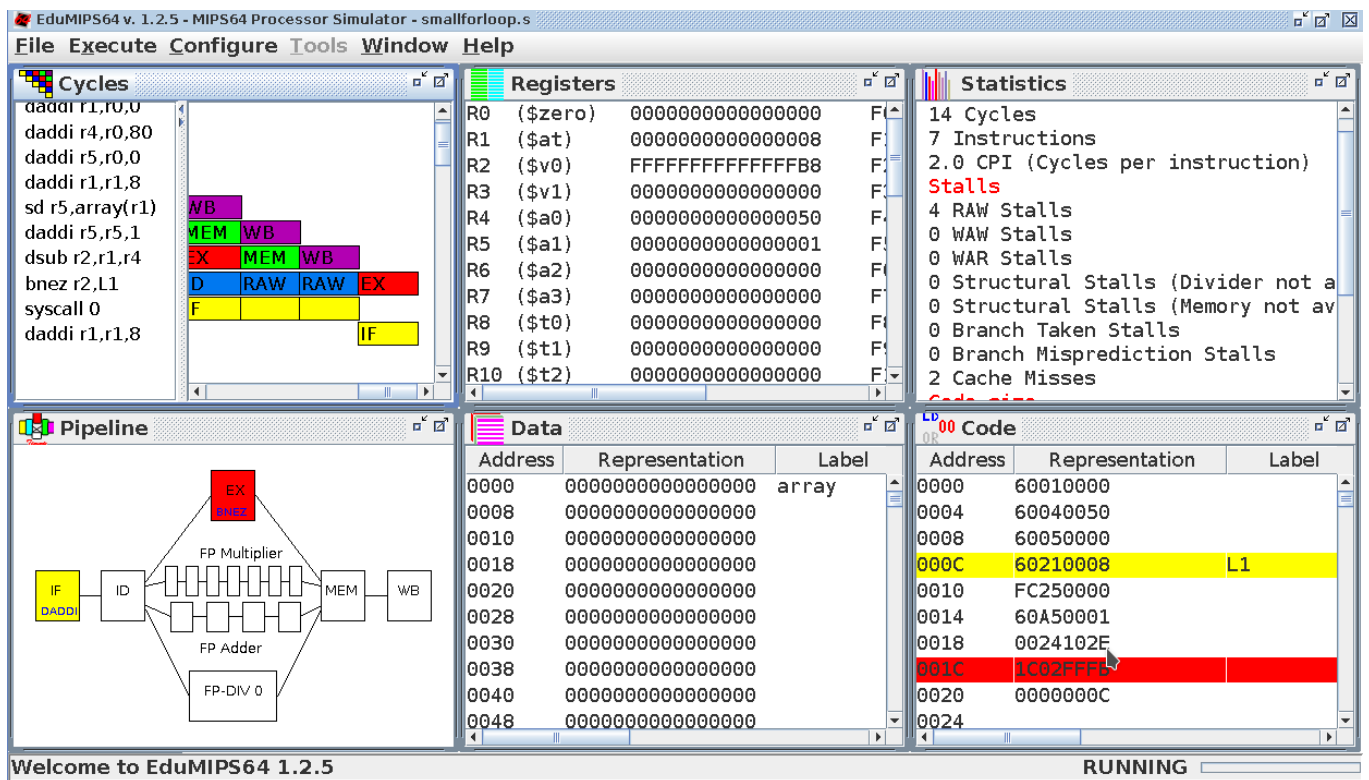 EduMIPS64 v. 1.2.5 - MIPS64 Processor Simulator - smallforloop.s
File Execute Configure Tools Window Help
Cycles
daddi r1,r0,0
daddi r4,r0,80
daddi r5,r0,0
daddi r1,r1,8
sd r5,array(r1) WB
daddi r5,r5,1 MEM WB
dsub r2,r1,r4 EX MEM WB
bnez r2,L1 D RAW RAW EX
syscall 0 F
daddi r1,r1,8 IF
Registers
R0 ($zero) 0000000000000000
R1 ($at) 0000000000000008
R2 ($v0) FFFFFFFFFFFFFFB8
R3 ($v1) 0000000000000000
R4 ($a0) 0000000000000050
R5 ($a1) 0000000000000001
R6 ($a2) 0000000000000000
R7 ($a3) 0000000000000000
R8 ($t0) 0000000000000000
R9 ($t1) 0000000000000000
R10 ($t2) 0000000000000000
Statistics
14 Cycles
7 Instructions
2.0 CPI (Cycles per instruction)
Stalls
4 RAW Stalls
0 WAW Stalls
0 WAR Stalls
0 Structural Stalls (Divider not a
0 Structural Stalls (Memory not av
0 Branch Taken Stalls
0 Branch Misprediction Stalls
2 Cache Misses
Code size
Pipeline
EX
BNEZ
FP Multiplier
IF
DADDI
ID
MEM
WB
FP Adder
FP-DIV 0
Data
Address Representation Label
0000 0000000000000000 array
0008 0000000000000000
0010 0000000000000000
0018 0000000000000000
0020 0000000000000000
0028 0000000000000000
0030 0000000000000000
0038 0000000000000000
0040 0000000000000000
0048 0000000000000000
LD
00
OR
Code
Address Representation Label
0000 60010000
0004 60040050
0008 60050000
000C 60210008 L1
0010 FC250000
0014 60A50001
0018 0024102E
001C 1C02FFFB
0020 0000000C
0024
Welcome to EduMIPS64 1.2.5
RUNNING